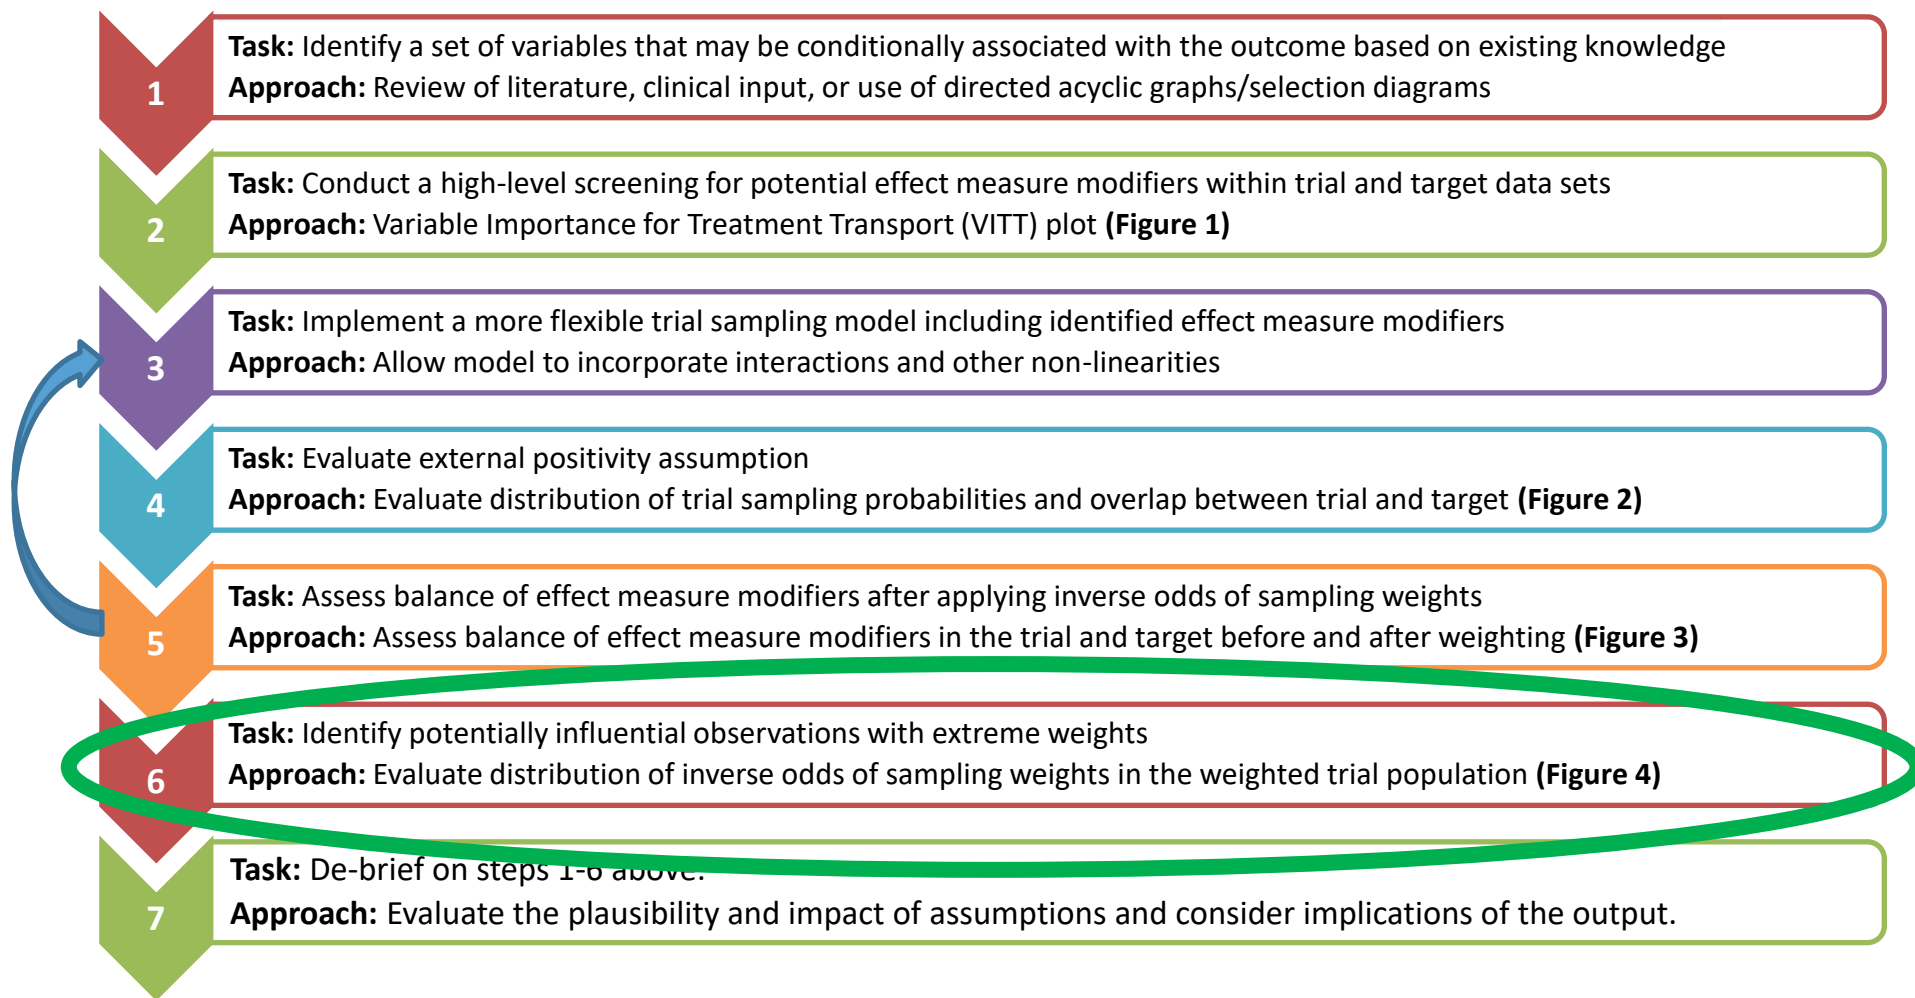 1
Task: Identify a set of variables that may be conditionally associated with the outcome based on existing knowledge
Approach: Review of literature, clinical input, or use of directed acyclic graphs/selection diagrams
2
Task: Conduct a high-level screening for potential effect measure modifiers within trial and target data sets
Approach: Variable Importance for Treatment Transport (VITT) plot (Figure 1)
3
Task: Implement a more flexible trial sampling model including identified effect measure modifiers
Approach: Allow model to incorporate interactions and other non-linearities
4
Task: Evaluate external positivity assumption
Approach: Evaluate distribution of trial sampling probabilities and overlap between trial and target (Figure 2)
5
Task: Assess balance of effect measure modifiers after applying inverse odds of sampling weights
Approach: Assess balance of effect measure modifiers in the trial and target before and after weighting (Figure 3)
6
Task: Identify potentially influential observations with extreme weights
Approach: Evaluate distribution of inverse odds of sampling weights in the weighted trial population (Figure 4)
7
Task: De-brief on steps 1-6 above.
Approach: Evaluate the plausibility and impact of assumptions and consider implications of the output.